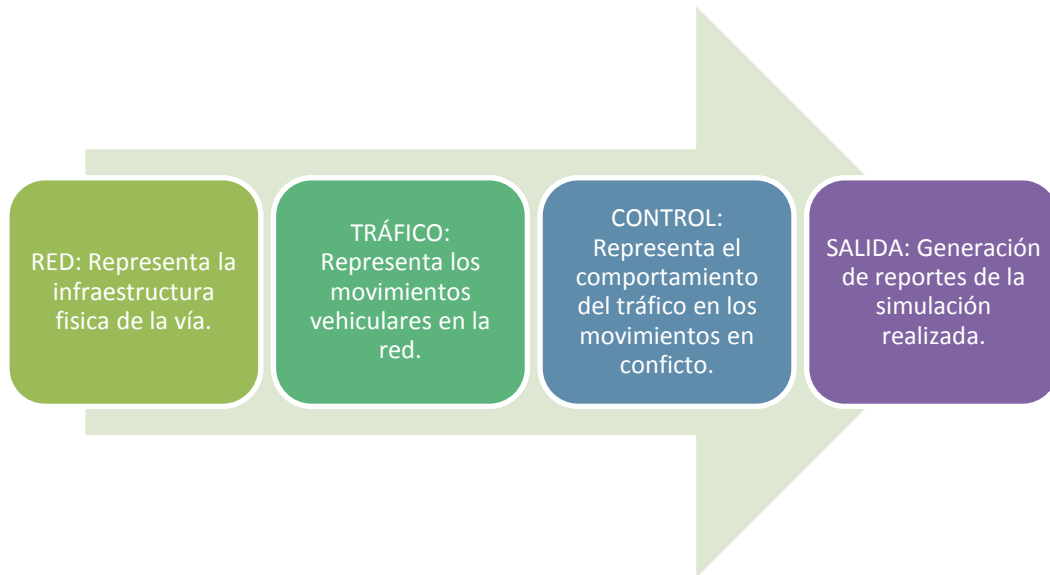 RED: Representa la
infraestructura
fisica de la vía.
TRÁFICO:
Representa los
movimientos
vehiculares en la
red.
CONTROL:
Representa el
comportamiento
del tráfico en los
movimientos en
conficto.
SALIDA: Generación
de reportes de la
simulación
realizada.